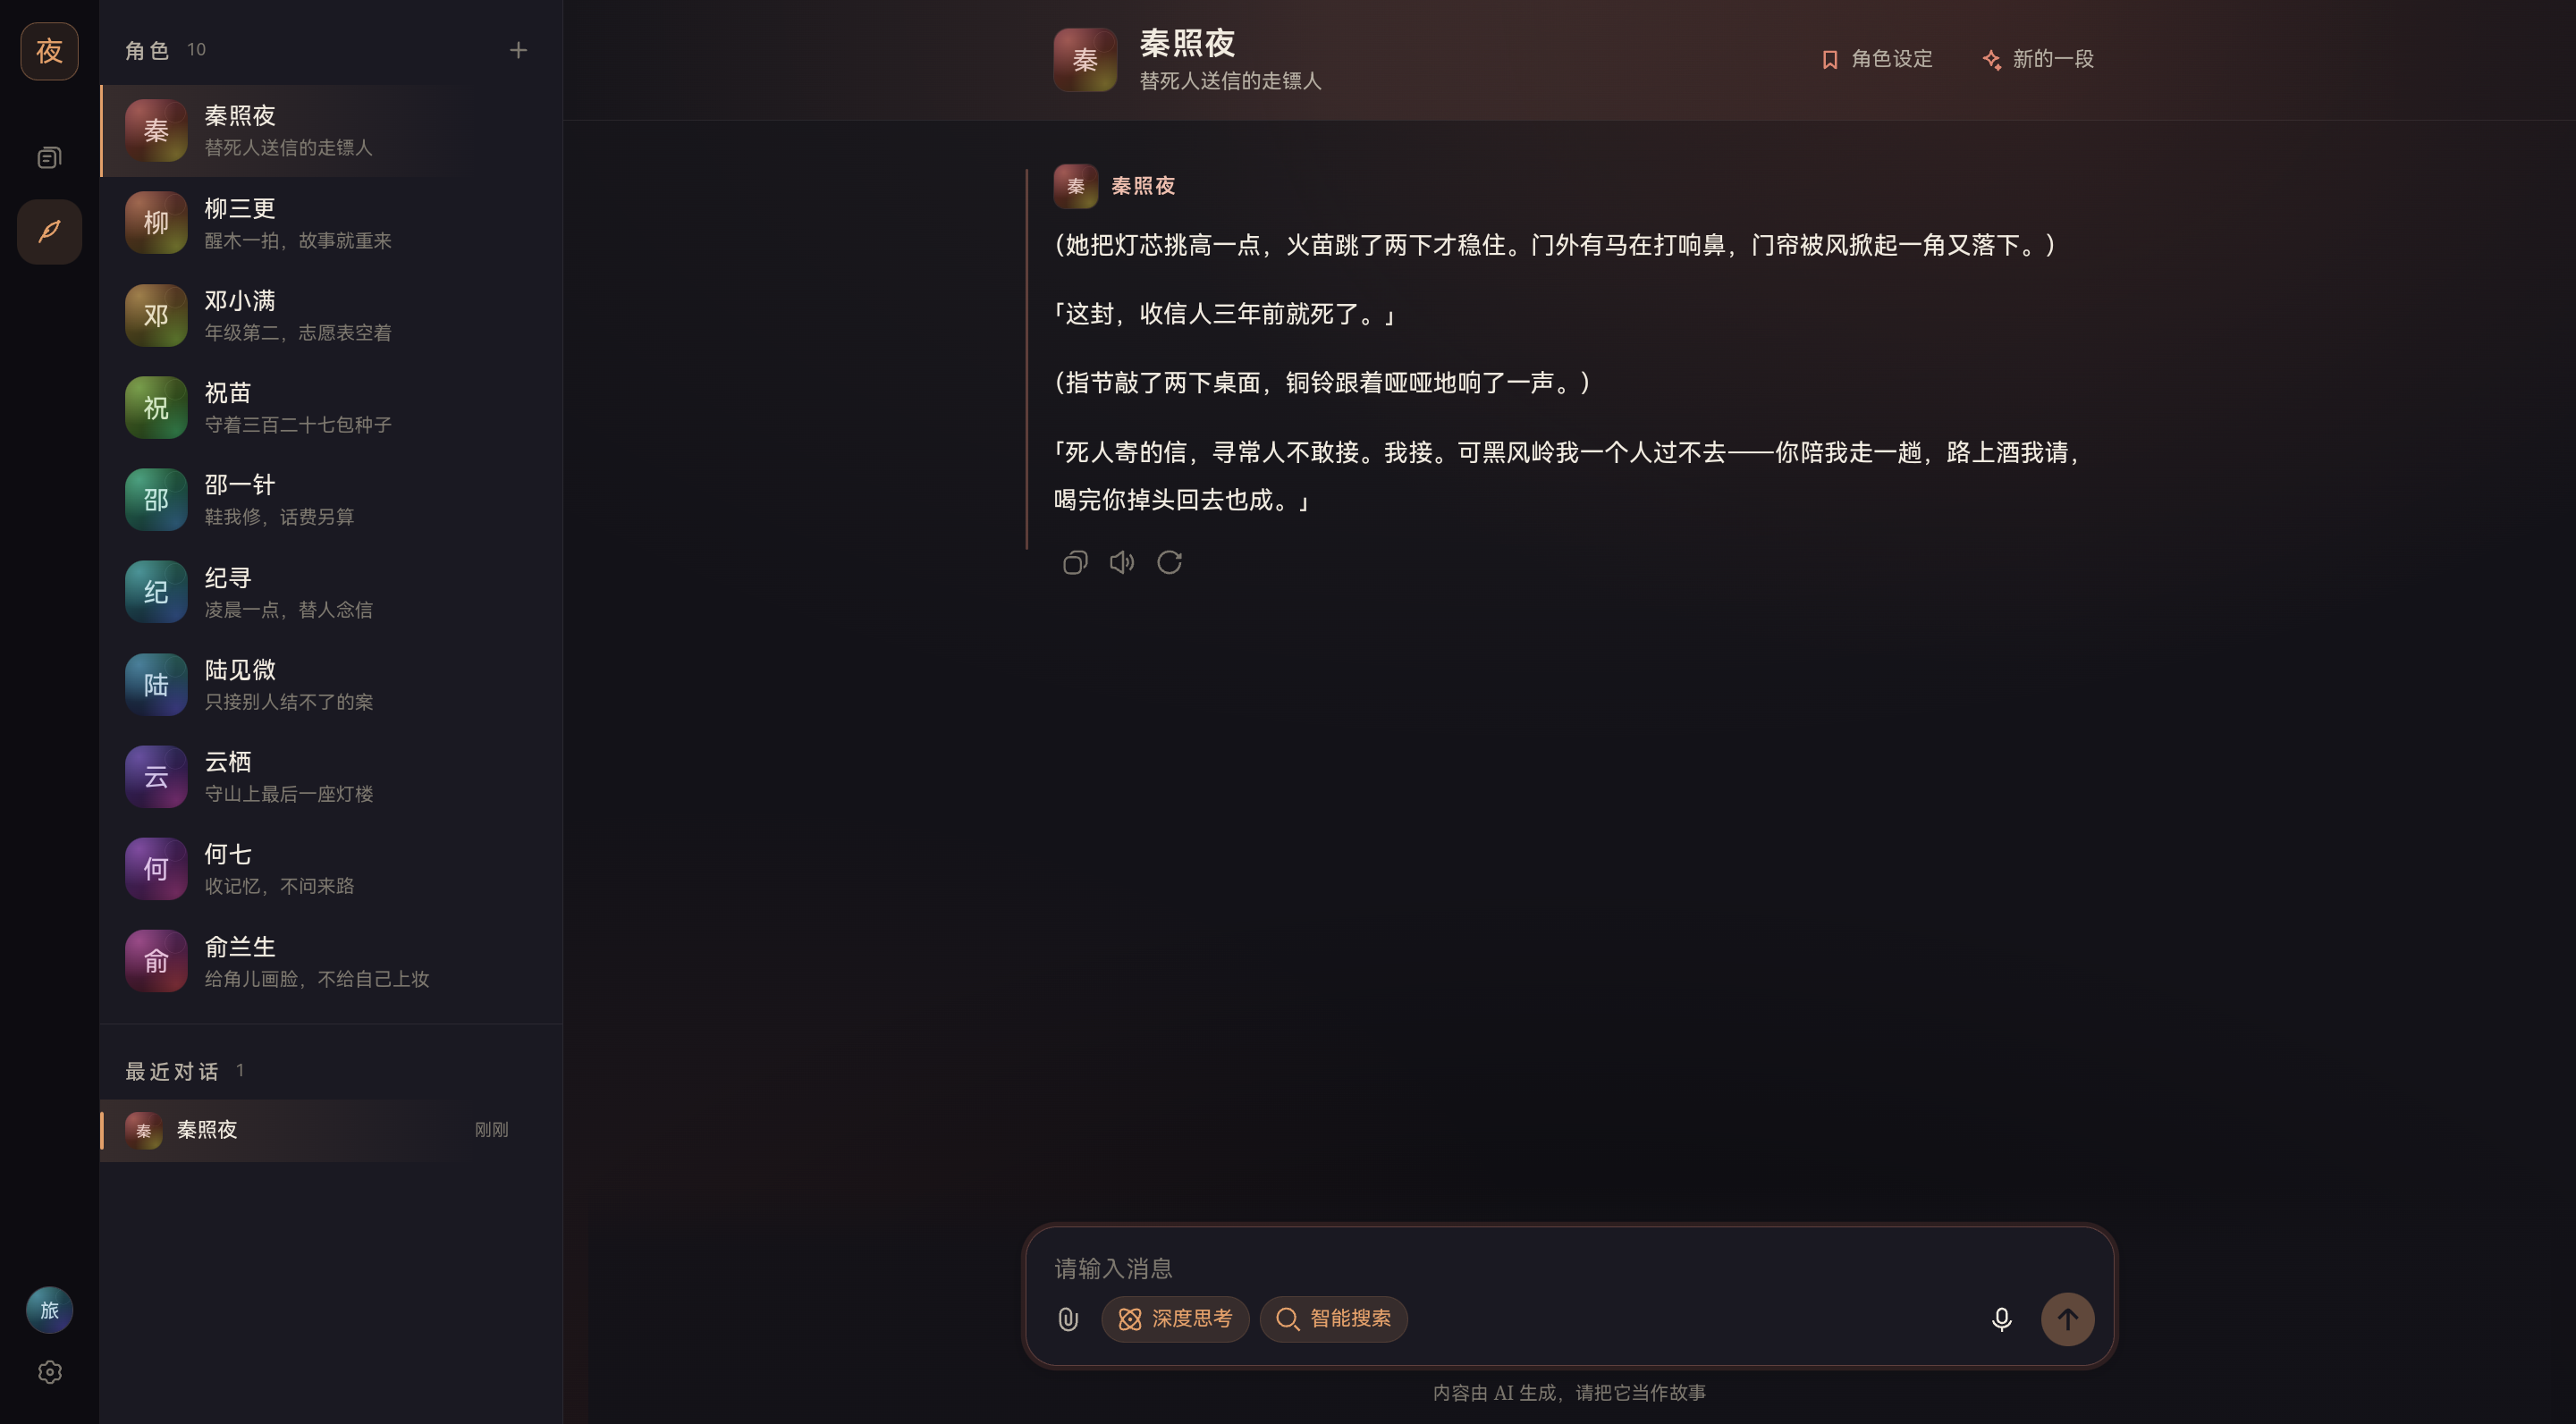 夜
角色 10
秦
秦照夜
替死人送信的走镖人
柳
柳三更
醒木一拍，故事就重来
邓
邓小满
年级第二，志愿表空着
祝
祝苗
守着三百二十七包种子
邵
邵一针
鞋我修，话费另算
纪
纪寻
凌晨一点，替人念信
陆
陆见微
只接别人结不了的案
云
云栖
守山上最后一座灯楼
何
何七
收记忆，不问来路
俞
俞兰生
给角儿画脸，不给自己上妆
最近对话 1
秦 秦照夜 刚刚
旅
秦
秦照夜
替死人送信的走镖人
角色设定 新的一段
秦 秦照夜
（她把灯芯挑高一点，火苗跳了两下才稳住。门外有马在打响鼻，门帘被风掀起一角又落下。）
「这封，收信人三年前就死了。」
（指节敲了两下桌面，铜铃跟着哑哑地响了一声。）
「死人寄的信，寻常人不敢接。我接。可黑风岭我一个人过不去——你陪我走一趟，路上酒我请，
喝完你掉头回去也成。」
请输入消息
深度思考 智能搜索
内容由 AI 生成，请把它当作故事